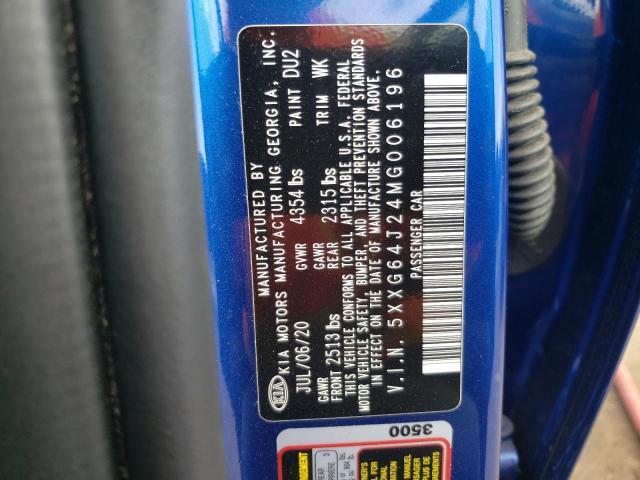 KIA MANUFACTURED BY
KIA MOTORS MANUFACTURING GEORGIA, INC.
JUL/06/20 GVWR 4354 lbs PAINT DU2
GAWR FRONT 2513 lbs GAWR REAR 2315 lbs TRIM WK
THIS VEHICLE CONFORMS TO ALL APPLICABLE U.S.A. FEDERAL
MOTOR VEHICLE SAFETY, BUMPER, AND THEFT PREVENTION STANDARDS
IN EFFECT ON THE DATE OF MANUFACTURE SHOWN ABOVE.
V.I.N. 5XXG64J24MG006196
PASSENGER CAR
3500